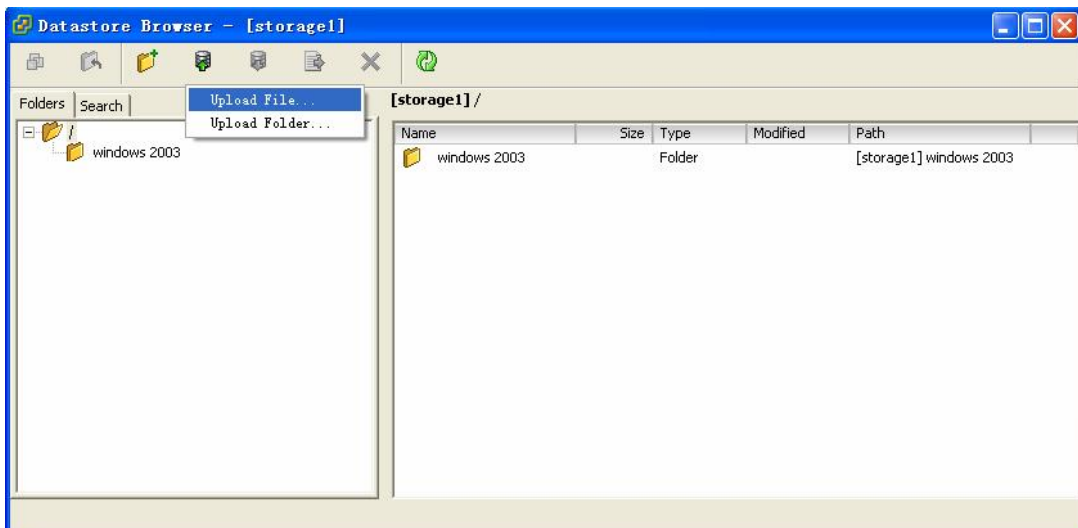 Datastore Browser - [storage1]
Upload File...
Upload Folder...
Folders Search
[storage1] /
/
windows 2003
Name Size Type Modified Path
windows 2003 Folder [storage1] windows 2003